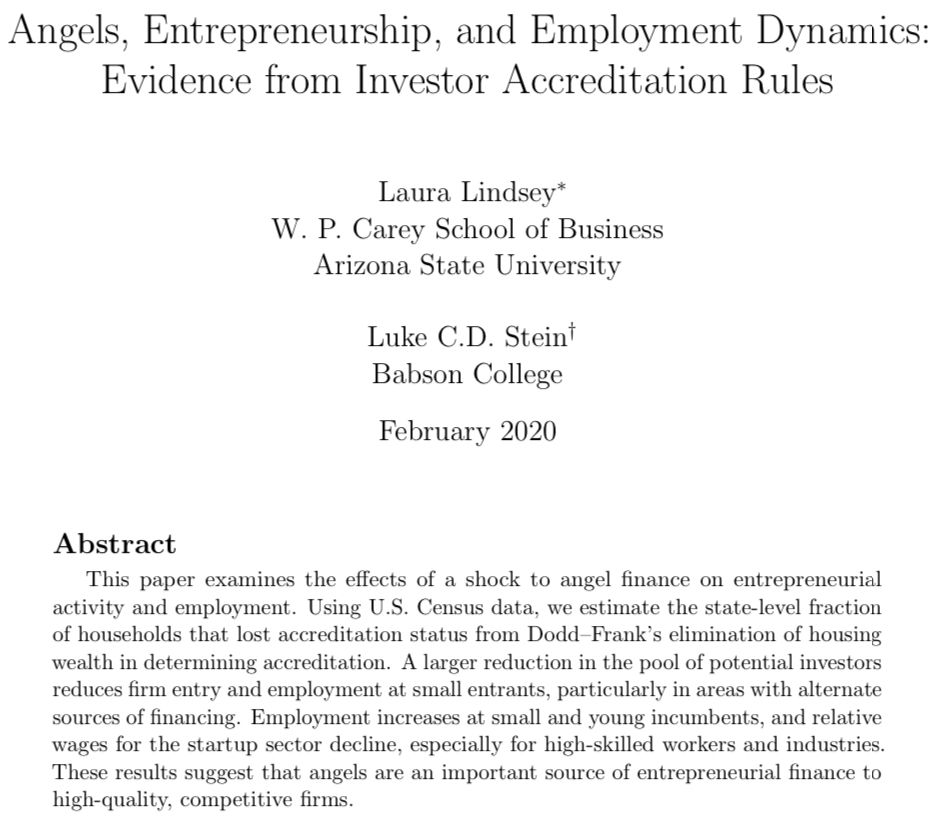 Angels, Entrepreneurship, and Employment Dynamics:
Evidence from Investor Accreditation Rules
Laura Lindsey*
W. P. Carey School of Business
Arizona State University
Luke C.D. Stein†
Babson College
February 2020
Abstract
This paper examines the effects of a shock to angel finance on entrepreneurial
activity and employment. Using U.S. Census data, we estimate the state-level fraction
of households that lost accreditation status from Dodd–Frank's elimination of housing
wealth in determining accreditation. A larger reduction in the pool of potential investors
reduces firm entry and employment at small entrants, particularly in areas with alternate
sources of financing. Employment increases at small and young incumbents, and relative
wages for the startup sector decline, especially for high-skilled workers and industries.
These results suggest that angels are an important source of entrepreneurial finance to
high-quality, competitive firms.